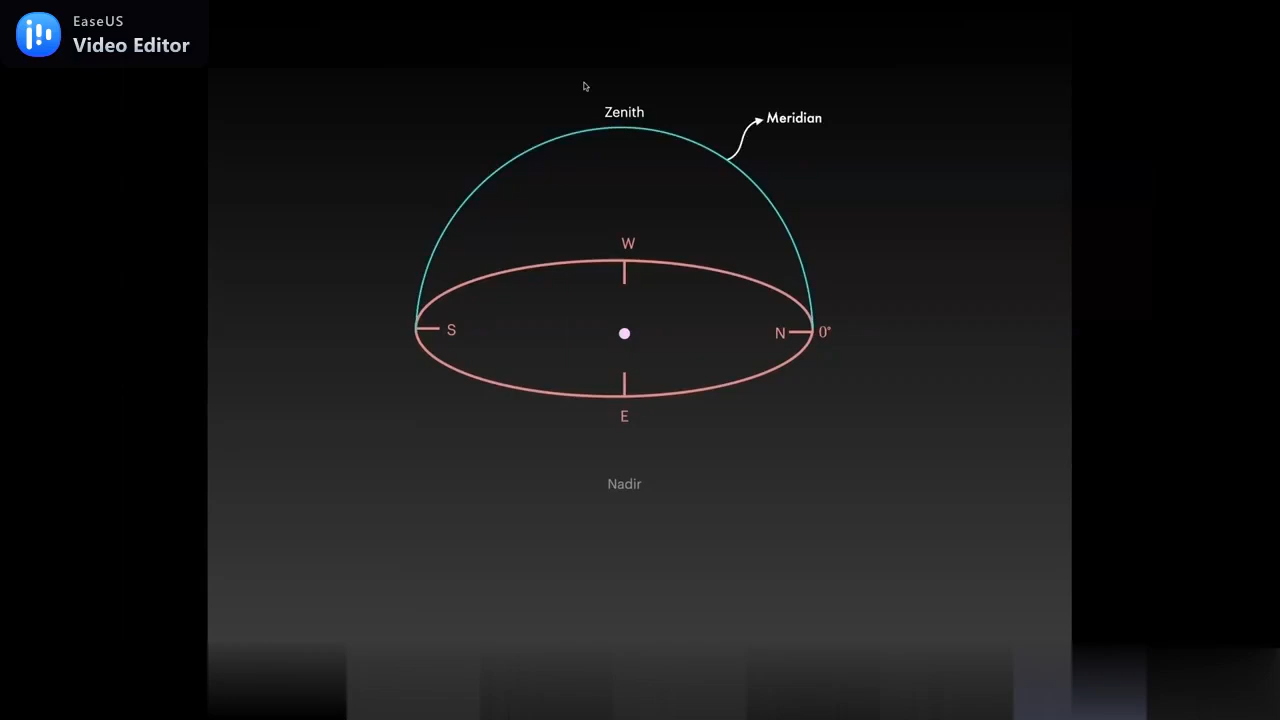 EaseUS
Video Editor
Zenith
Meridian
W
S
N 0°
E
Nadir